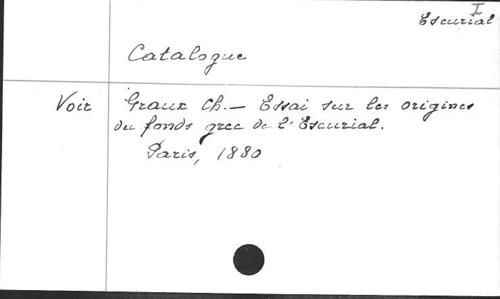 I
Escurial
Catalogue
Voir Graux Ch. — Essai sur les origines
du fonds grec de l'Escurial.
Paris, 1880